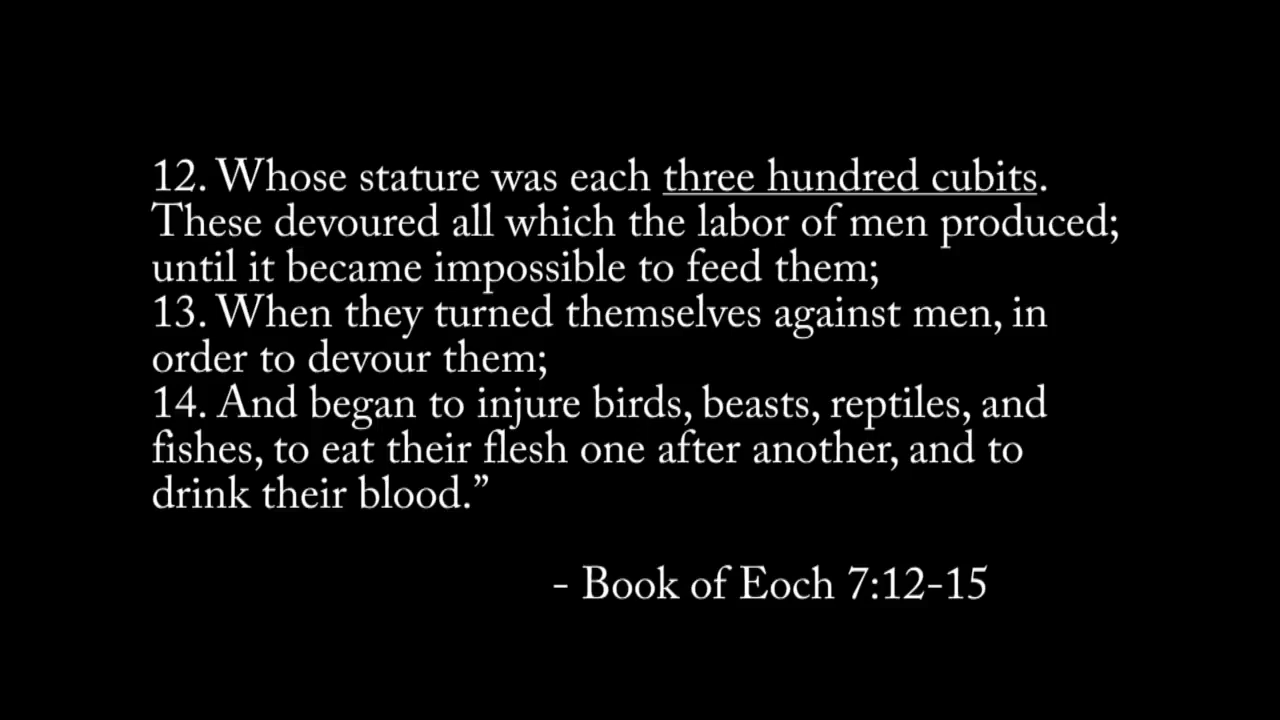 12. Whose stature was each three hundred cubits.
These devoured all which the labor of men produced;
until it became impossible to feed them;
13. When they turned themselves against men, in
order to devour them;
14. And began to injure birds, beasts, reptiles, and
fishes, to eat their flesh one after another, and to
drink their blood.”
- Book of Eoch 7:12-15